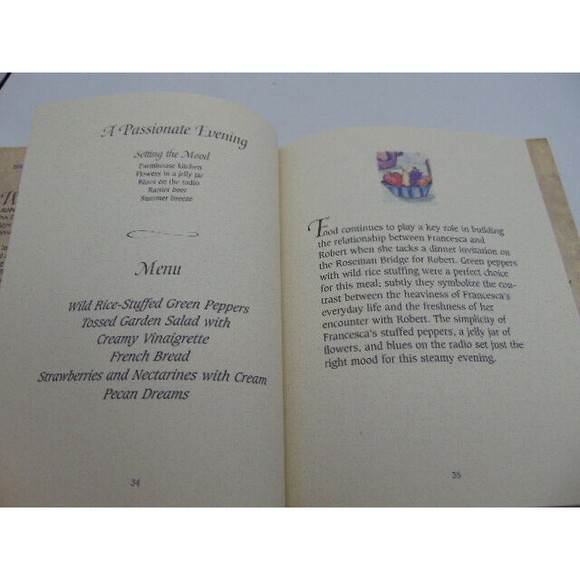 A Passionate Evening
Setting the Mood
Farmhouse kitchen
Flowers in a jelly jar
Blues on the radio
Rainier beer
Summer breeze
Menu
Wild Rice-Stuffed Green Peppers
Tossed Garden Salad with
Creamy Vinaigrette
French Bread
Strawberries and Nectarines with Cream
Pecan Dreams
34
Food continues to play a key role in building
the relationship between Francesca and
Robert when she tacks a dinner invitation on
the Roseman Bridge for Robert. Green peppers
with wild rice stuffing were a perfect choice
for this meal; subtly they symbolize the con-
trast between the heaviness of Francesca's
everyday life and the freshness of her
encounter with Robert. The simplicity of
Francesca's stuffed peppers, a jelly jar of
flowers, and blues on the radio set just the
right mood for this steamy evening.
35